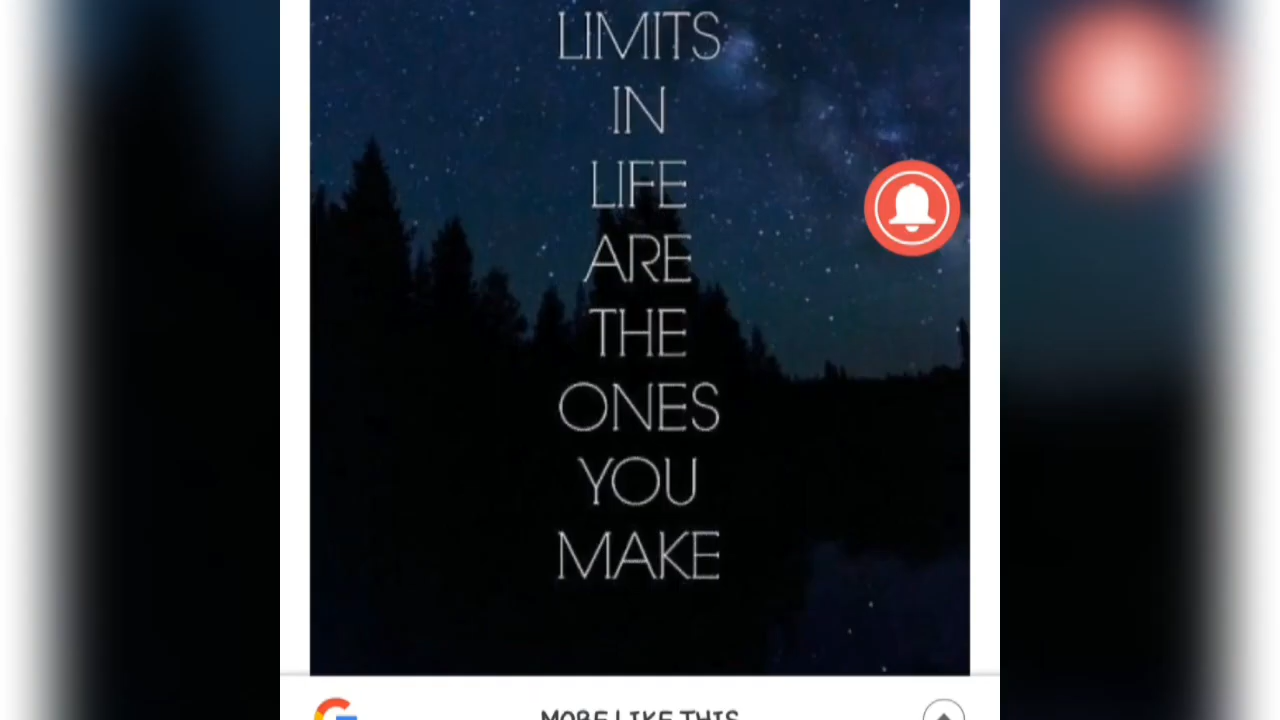 LIMITS
IN
LIFE
ARE
THE
ONES
YOU
MAKE
MORE LIKE THIS